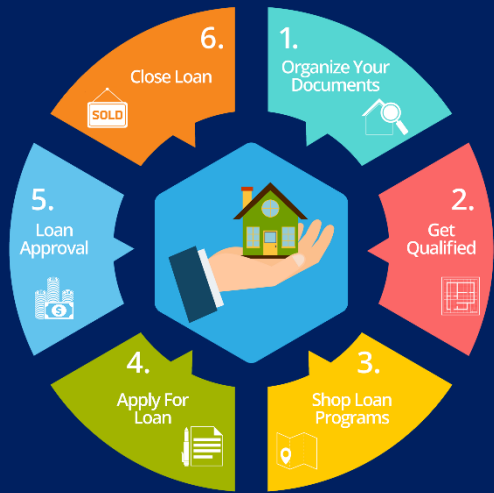 1.
Organize Your
Documents
2.
Get
Qualified
3.
Shop Loan
Programs
4.
Apply For
Loan
5.
Loan
Approval
$
6.
Close Loan
SOLD